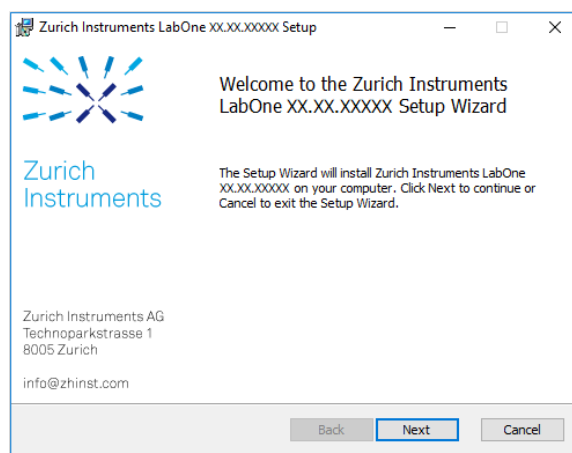 Zurich Instruments LabOne XX.XX.XXXXX Setup
Welcome to the Zurich Instruments
LabOne XX.XX.XXXXX Setup Wizard
Zurich
Instruments
The Setup Wizard will install Zurich Instruments LabOne
XX.XX.XXXXX on your computer. Click Next to continue or
Cancel to exit the Setup Wizard.
Zurich Instruments AG
Technoparkstrasse 1
8005 Zurich
info@zhinst.com
Back
Next
Cancel